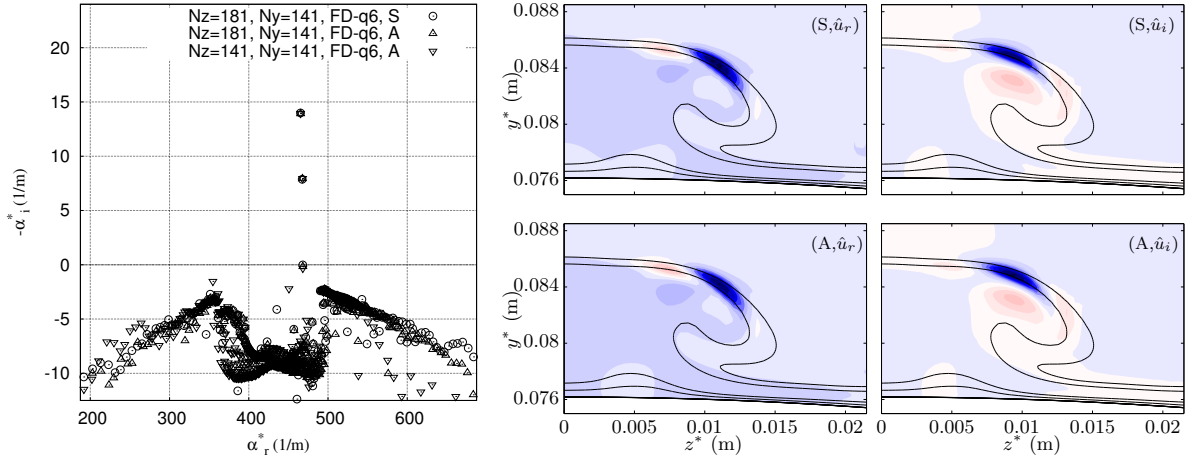 Nz=181, Ny=141, FD-q6, S
Nz=181, Ny=141, FD-q6, A
Nz=141, Ny=141, FD-q6, A
20
15
10
5
0
-5
-10
-α*i (1/m)
200 300 400 500 600
α*r (1/m)
0.088
0.084
0.08
0.076
y* (m)
(S,ûr)
(S,ûi)
0.088
0.084
0.08
0.076
y* (m)
(A,ûr)
(A,ûi)
0 0.005 0.01 0.015 0.02
z* (m)
0 0.005 0.01 0.015 0.02
z* (m)